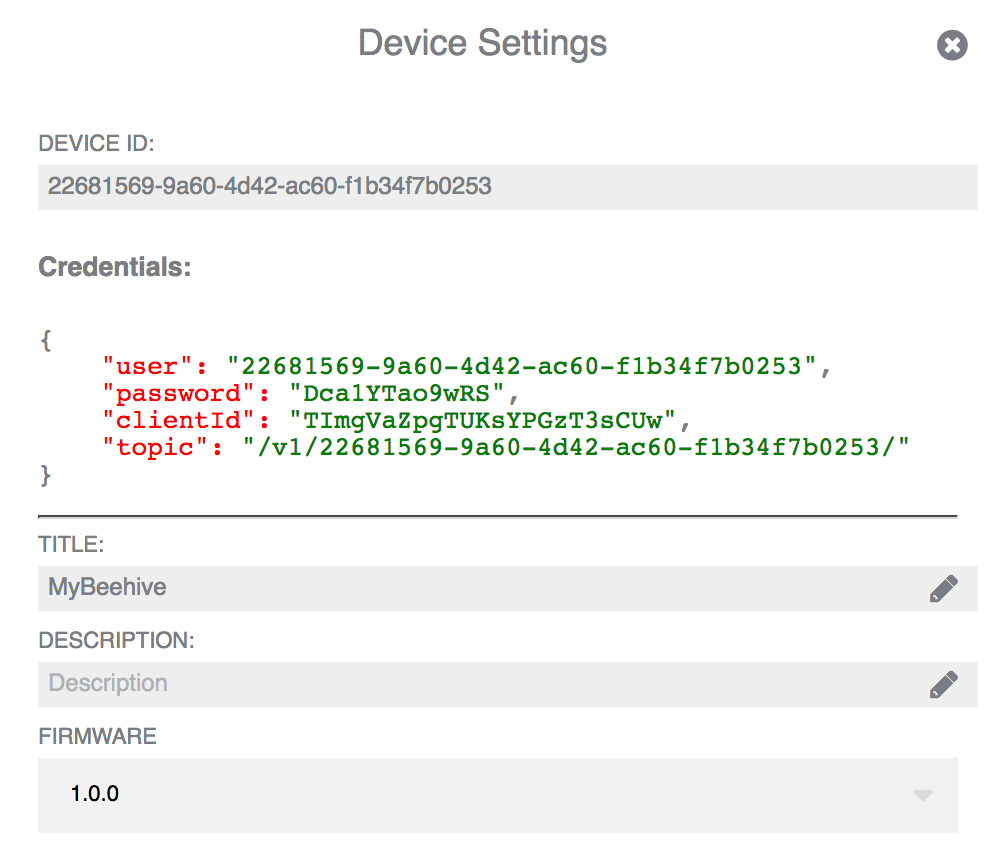 Device Settings
DEVICE ID:
22681569-9a60-4d42-ac60-f1b34f7b0253
Credentials:
{
"user": "22681569-9a60-4d42-ac60-f1b34f7b0253",
"password": "Dca1YTao9wRS",
"clientId": "TImgVaZpgTUKsYPGzT3sCUw",
"topic": "/v1/22681569-9a60-4d42-ac60-f1b34f7b0253/"
}
TITLE:
MyBeehive
DESCRIPTION:
Description
FIRMWARE
1.0.0